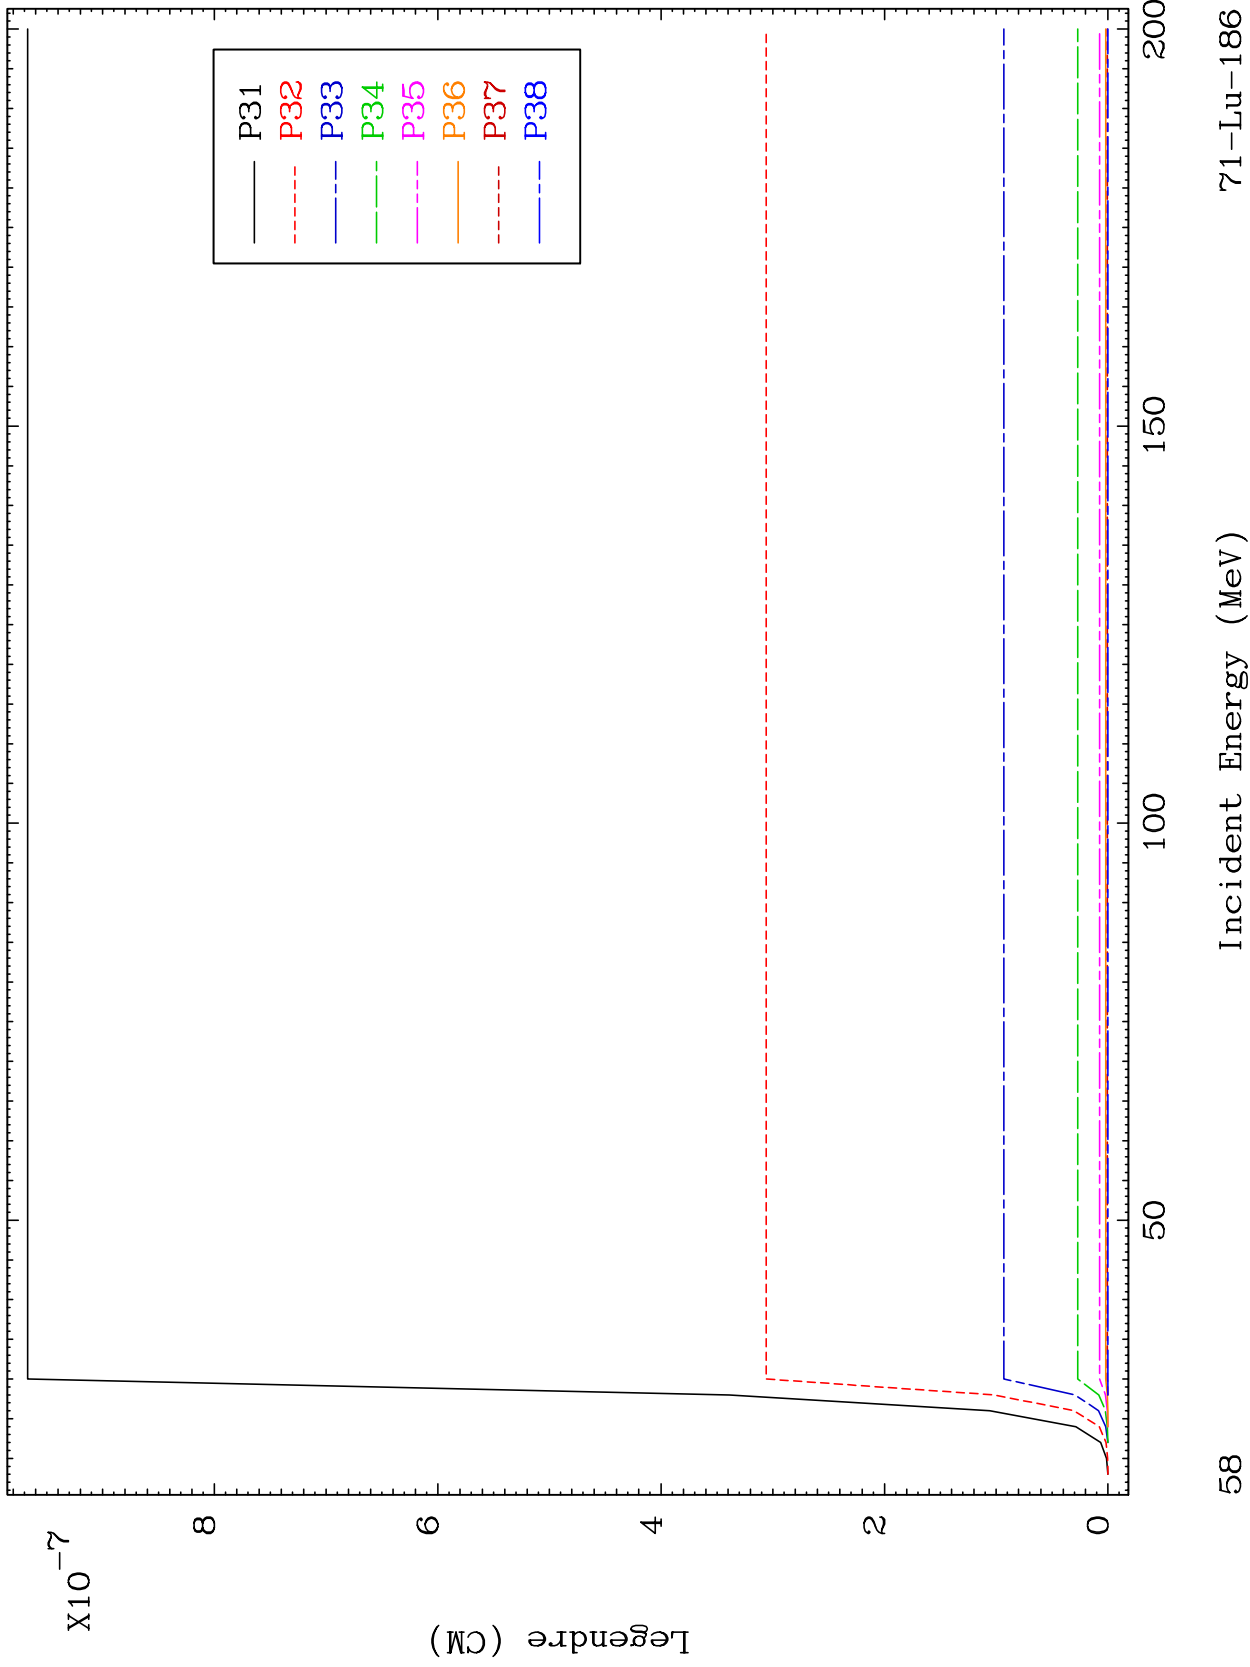 X10-7
8
6
4
2
0
Legendre (CM)
P31
P32
P33
P34
P35
P36
P37
P38
50
100
150
200
58
Incident Energy (MeV)
71-Lu-186